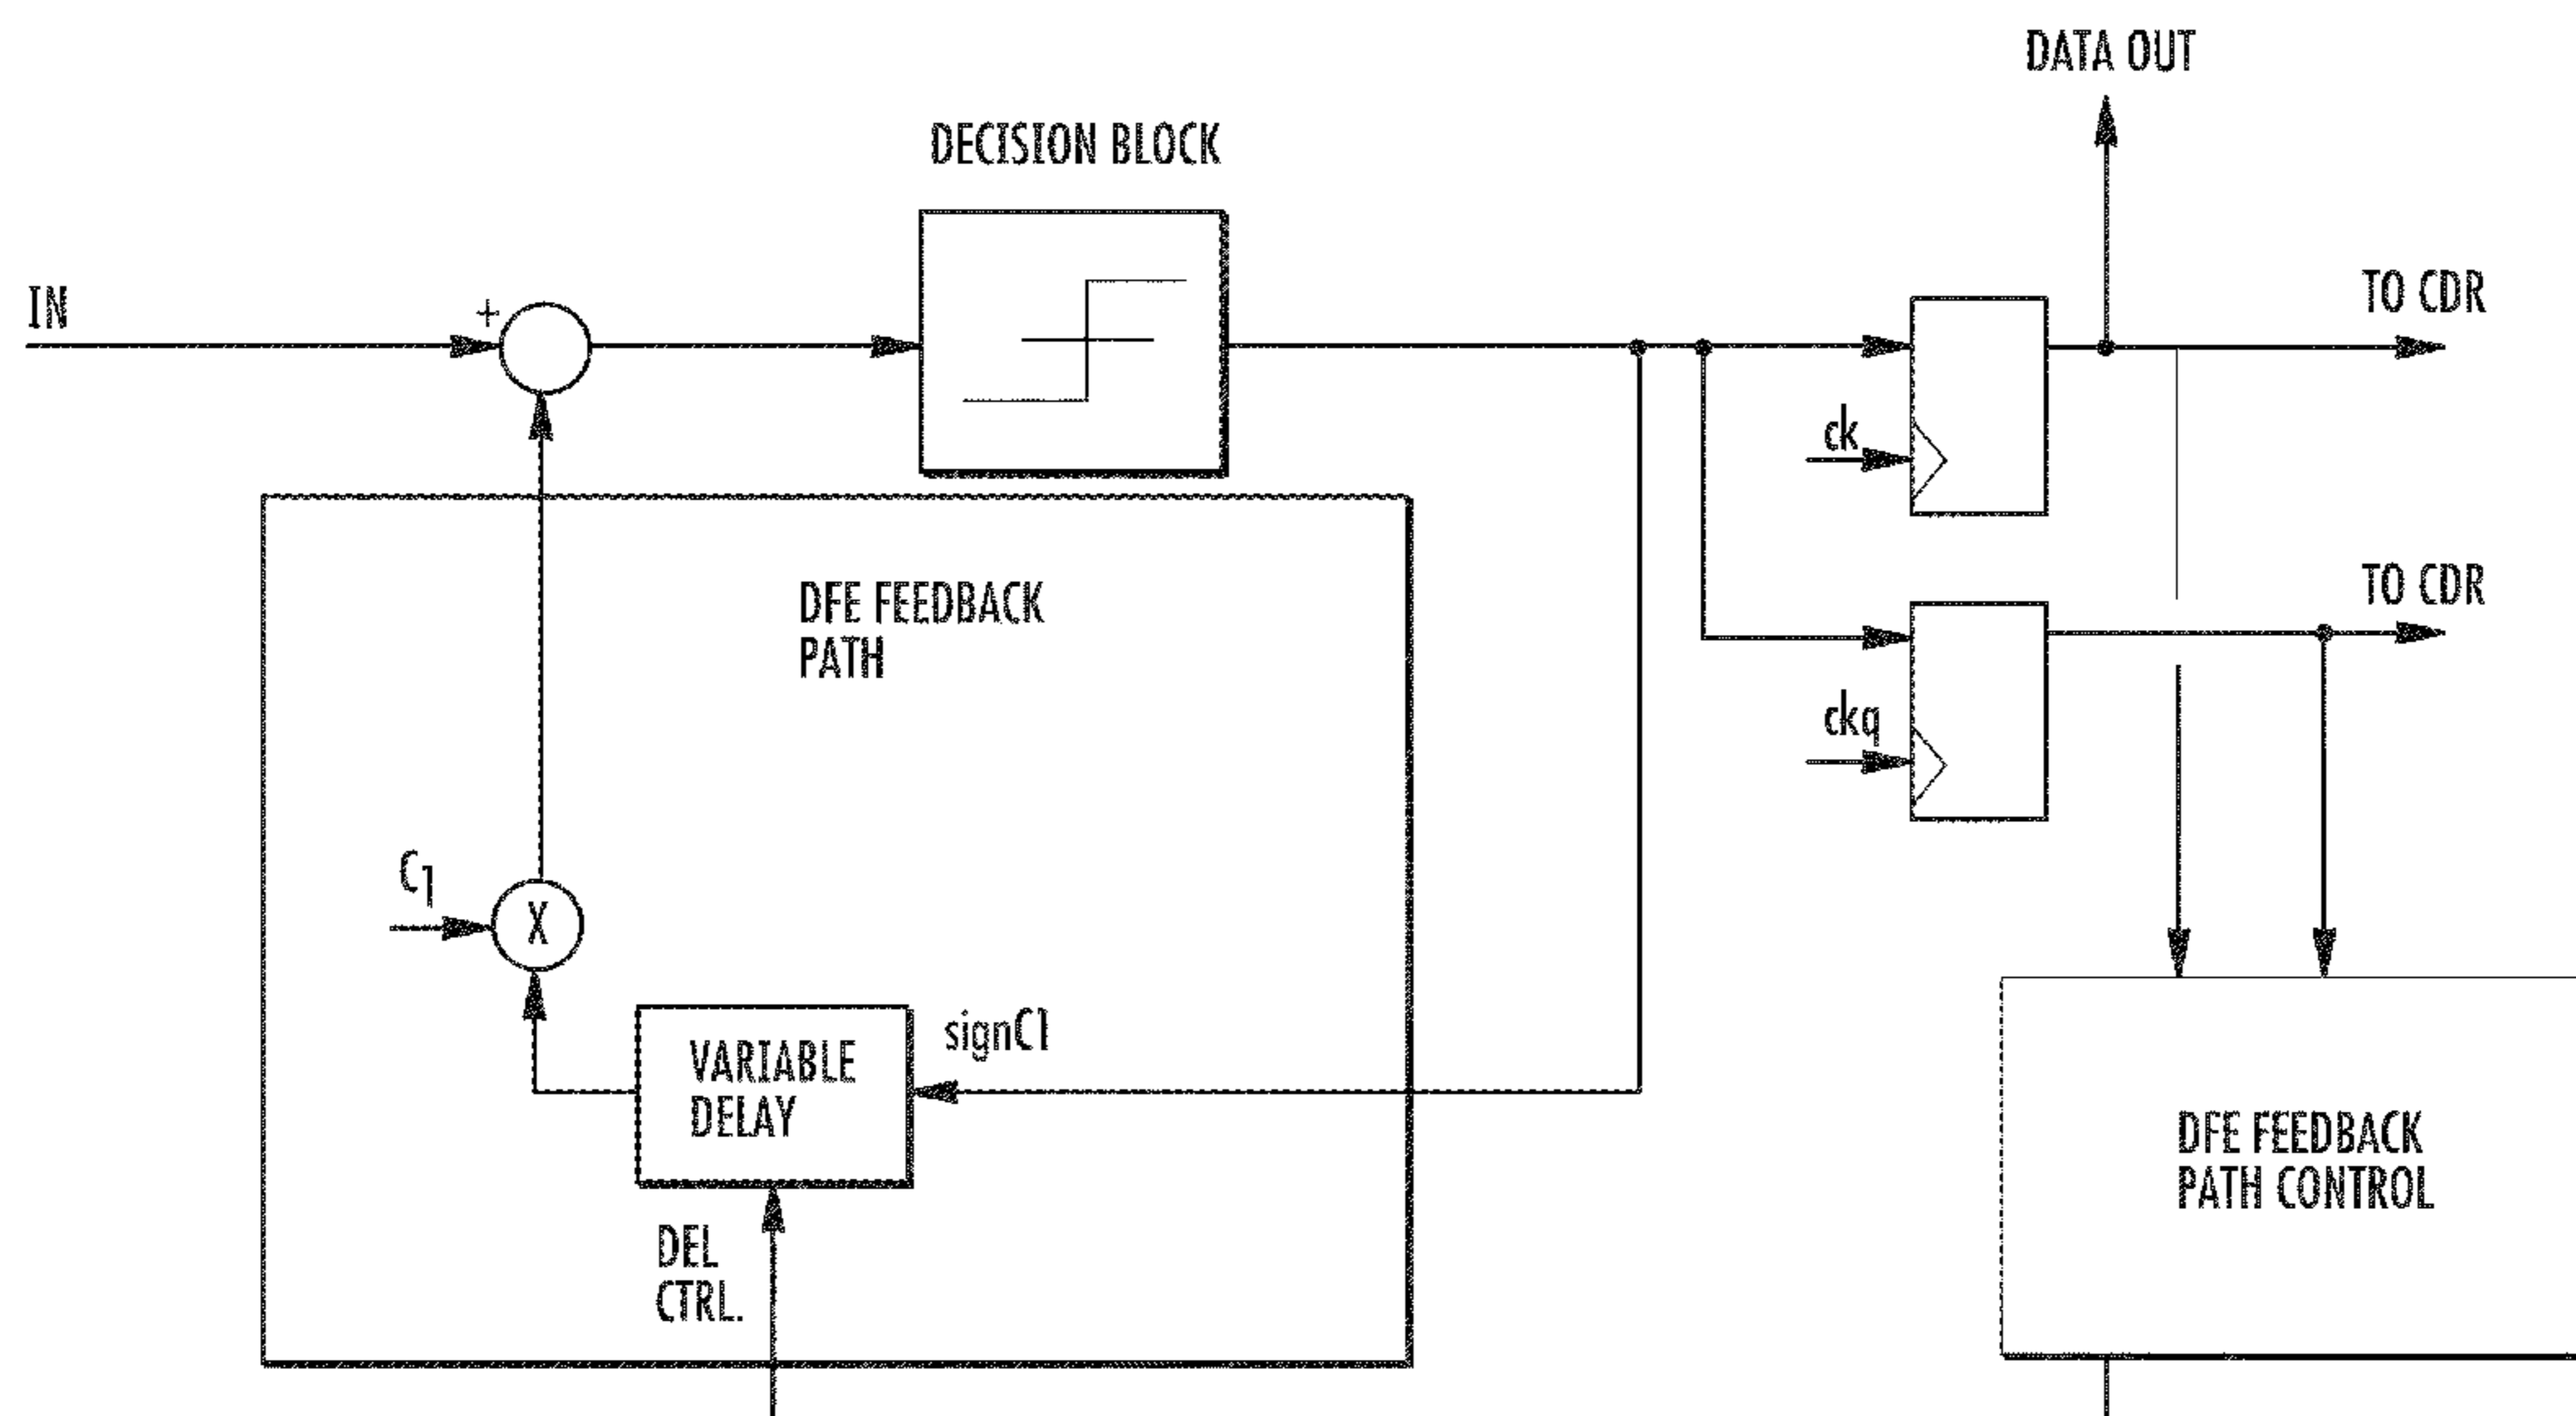 DATA OUT
DECISION BLOCK
IN
+
TO CDR
ck
DFE FEEDBACK
PATH
TO CDR
ckq
C1
X
signC1
VARIABLE
DELAY
DFE FEEDBACK
PATH CONTROL
DEL
CTRL.